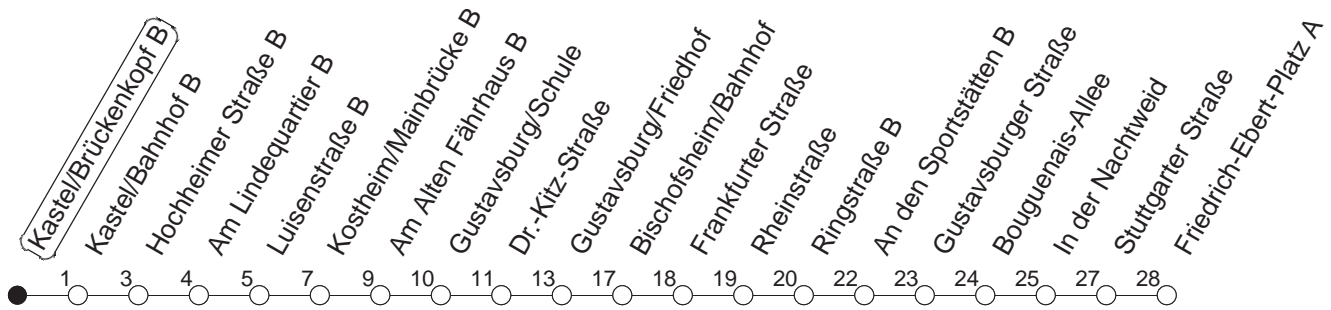 Kastel/Brückenkopf B
Kastel/Bahnhof B
Hochheimer Straße B
Am Lindequartier B
Luisenstraße B
Kostheim/Mainbrücke B
Am Alten Fährhaus B
Gustavsburg/Schule
Dr.-Kitz-Straße
Gustavsburg/Friedhof
Bischofsheim/Bahnhof
Frankfurter Straße
Rheinstraße
Ringstraße B
An den Sportstätten B
Gustavsburger Straße
Bouguenais-Allee
In der Nachtweid
Stuttgarter Straße
Friedrich-Ebert-Platz A
1 3 4 5 7 9 10 11 13 17 18 19 20 22 23 24 25 27 28